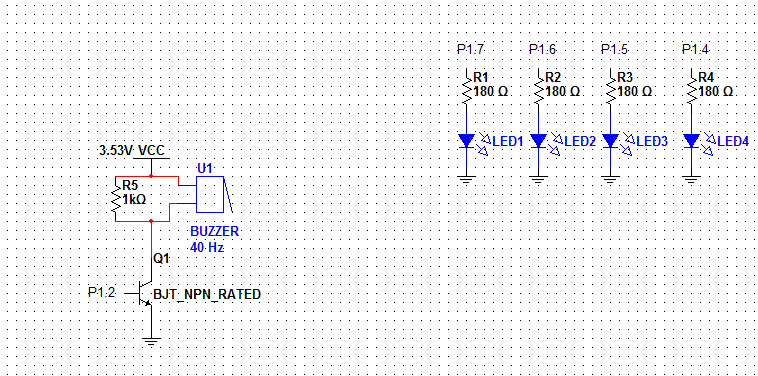 P1.7 P1.6 P1.5 P1.4
R1 R2 R3 R4
180 Ω 180 Ω 180 Ω 180 Ω
LED1 LED2 LED3 LED4
3.53V VCC
U1
R5
1kΩ
BUZZER
40 Hz
Q1
P1.2
BJT_NPN_RATED